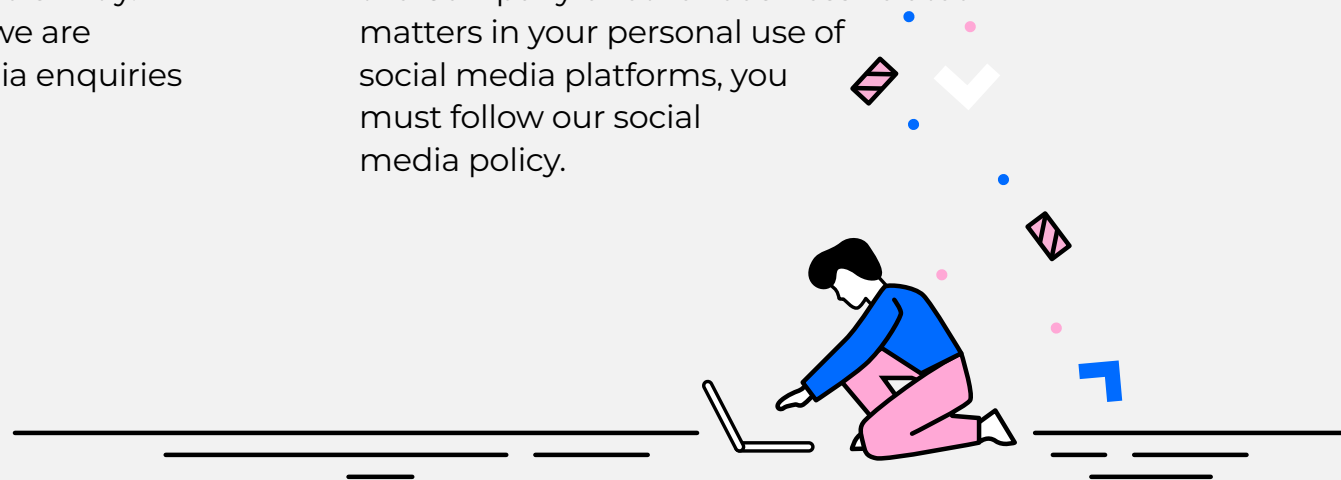 we are
ia enquiries
matters in your personal use of
social media platforms, you
must follow our social
media policy.